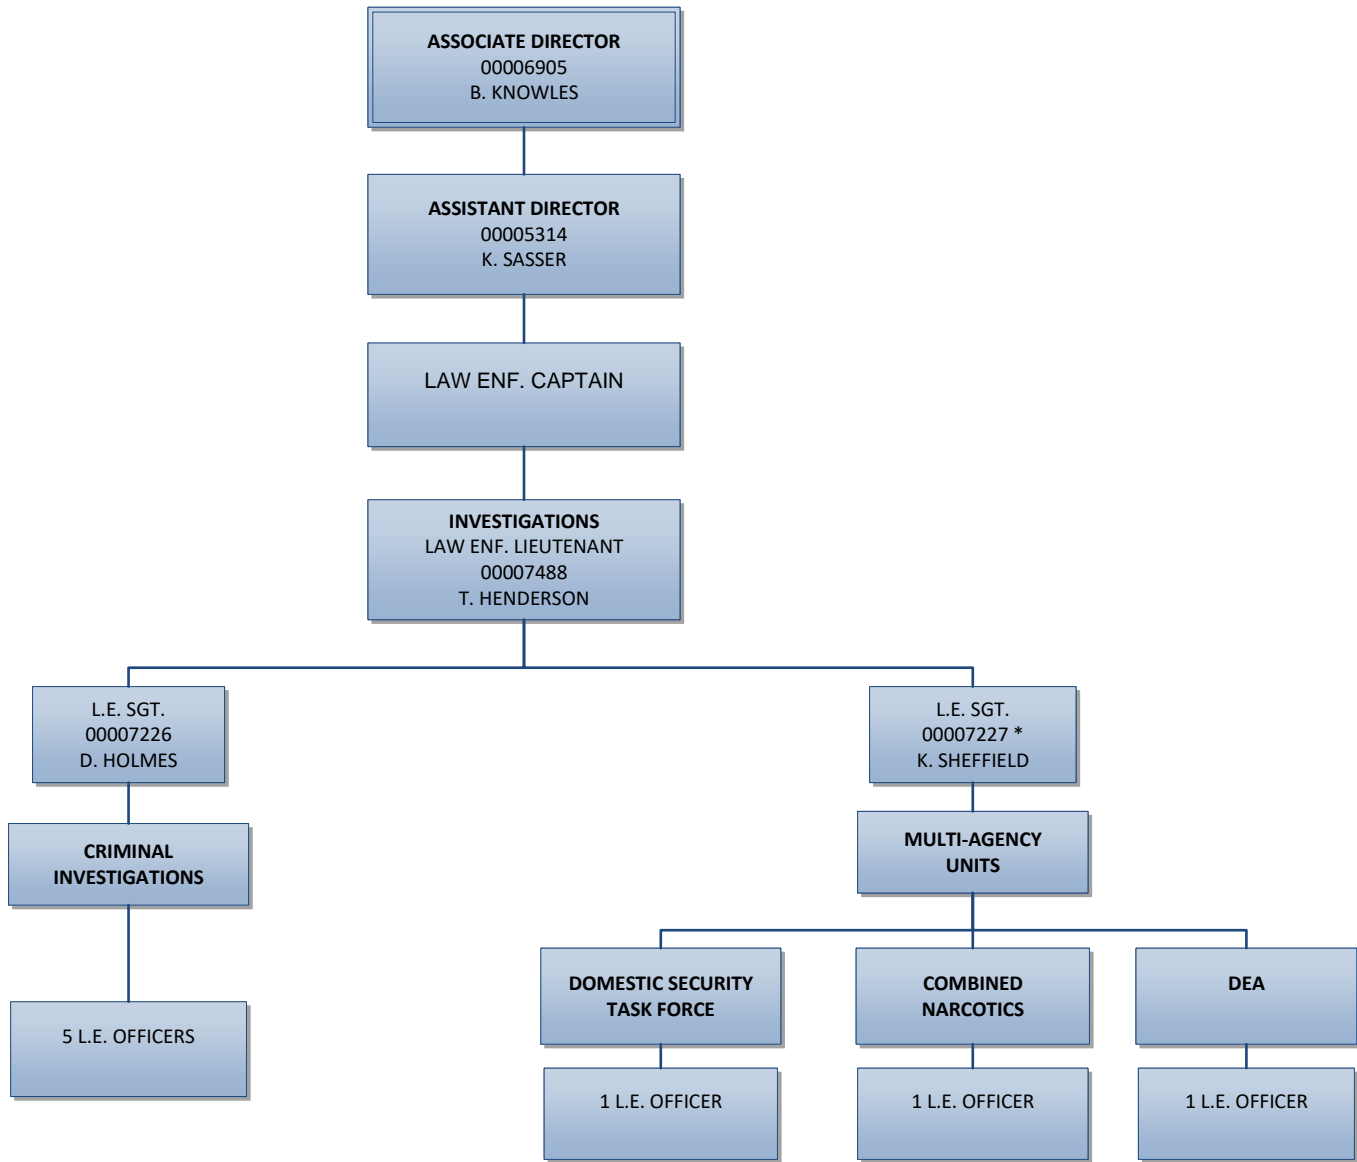 ASSOCIATE DIRECTOR
00006905
B. KNOWLES
ASSISTANT DIRECTOR
00005314
K. SASSER
LAW ENF. CAPTAIN
INVESTIGATIONS
LAW ENF. LIEUTENANT
00007488
T. HENDERSON
L.E. SGT.
00007226
D. HOLMES
L.E. SGT.
00007227 *
K. SHEFFIELD
CRIMINAL
INVESTIGATIONS
MULTI-AGENCY
UNITS
5 L.E. OFFICERS
DOMESTIC SECURITY
TASK FORCE
COMBINED
NARCOTICS
DEA
1 L.E. OFFICER
1 L.E. OFFICER
1 L.E. OFFICER